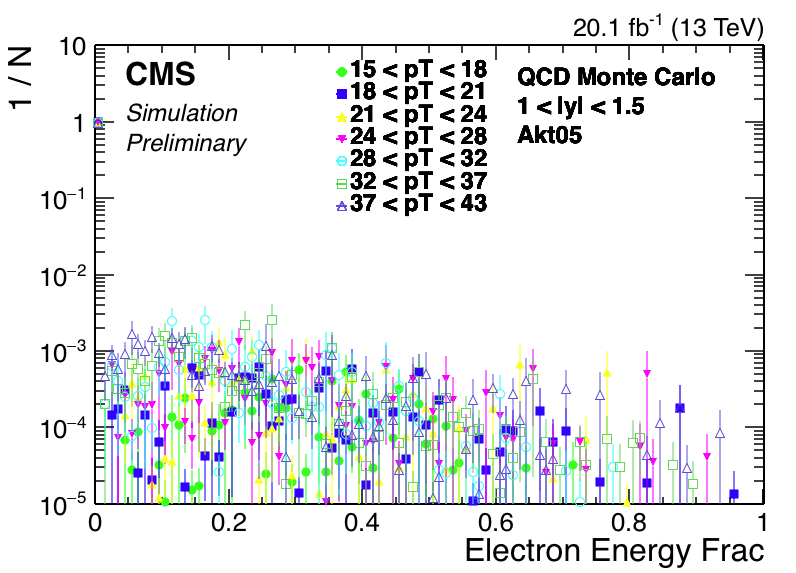 20.1 fb⁻¹ (13 TeV)
1 / N
10
1
10⁻¹
10⁻²
10⁻³
10⁻⁴
10⁻⁵
CMS
Simulation
Preliminary
15 < pT < 18
18 < pT < 21
21 < pT < 24
24 < pT < 28
28 < pT < 32
32 < pT < 37
37 < pT < 43
QCD Monte Carlo
1 < |y| < 1.5
Akt05
0 0.2 0.4 0.6 0.8 1
Electron Energy Frac